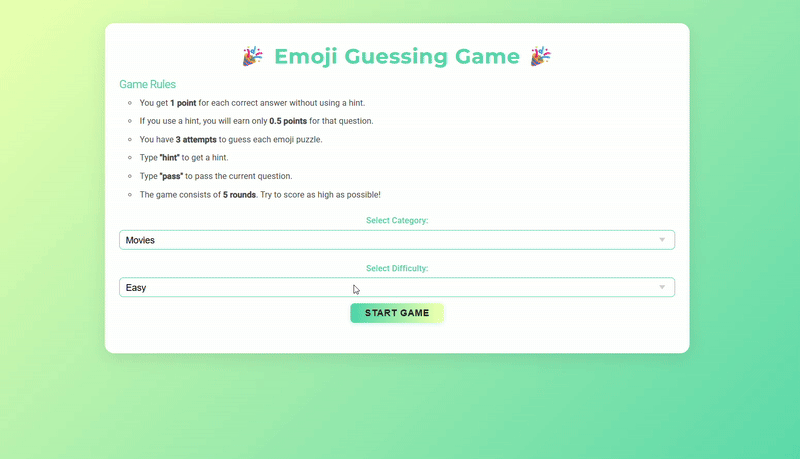 🎉 Emoji Guessing Game 🎉
Game Rules
You get 1 point for each correct answer without using a hint.
If you use a hint, you will earn only 0.5 points for that question.
You have 3 attempts to guess each emoji puzzle.
Type "hint" to get a hint.
Type "pass" to pass the current question.
The game consists of 5 rounds. Try to score as high as possible!
Select Category:
Movies
Select Difficulty:
Easy
START GAME